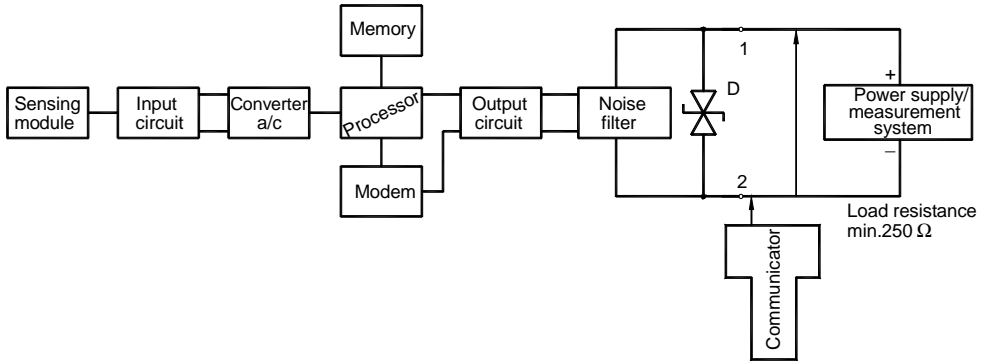 Memory
1
Sensing
module
Input
circuit
Converter
a/c
Processor
Output
circuit
Noise
filter
D
+
Power supply/
measurement
system
–
Modem
2
Load resistance
min.250 Ω
Communicator